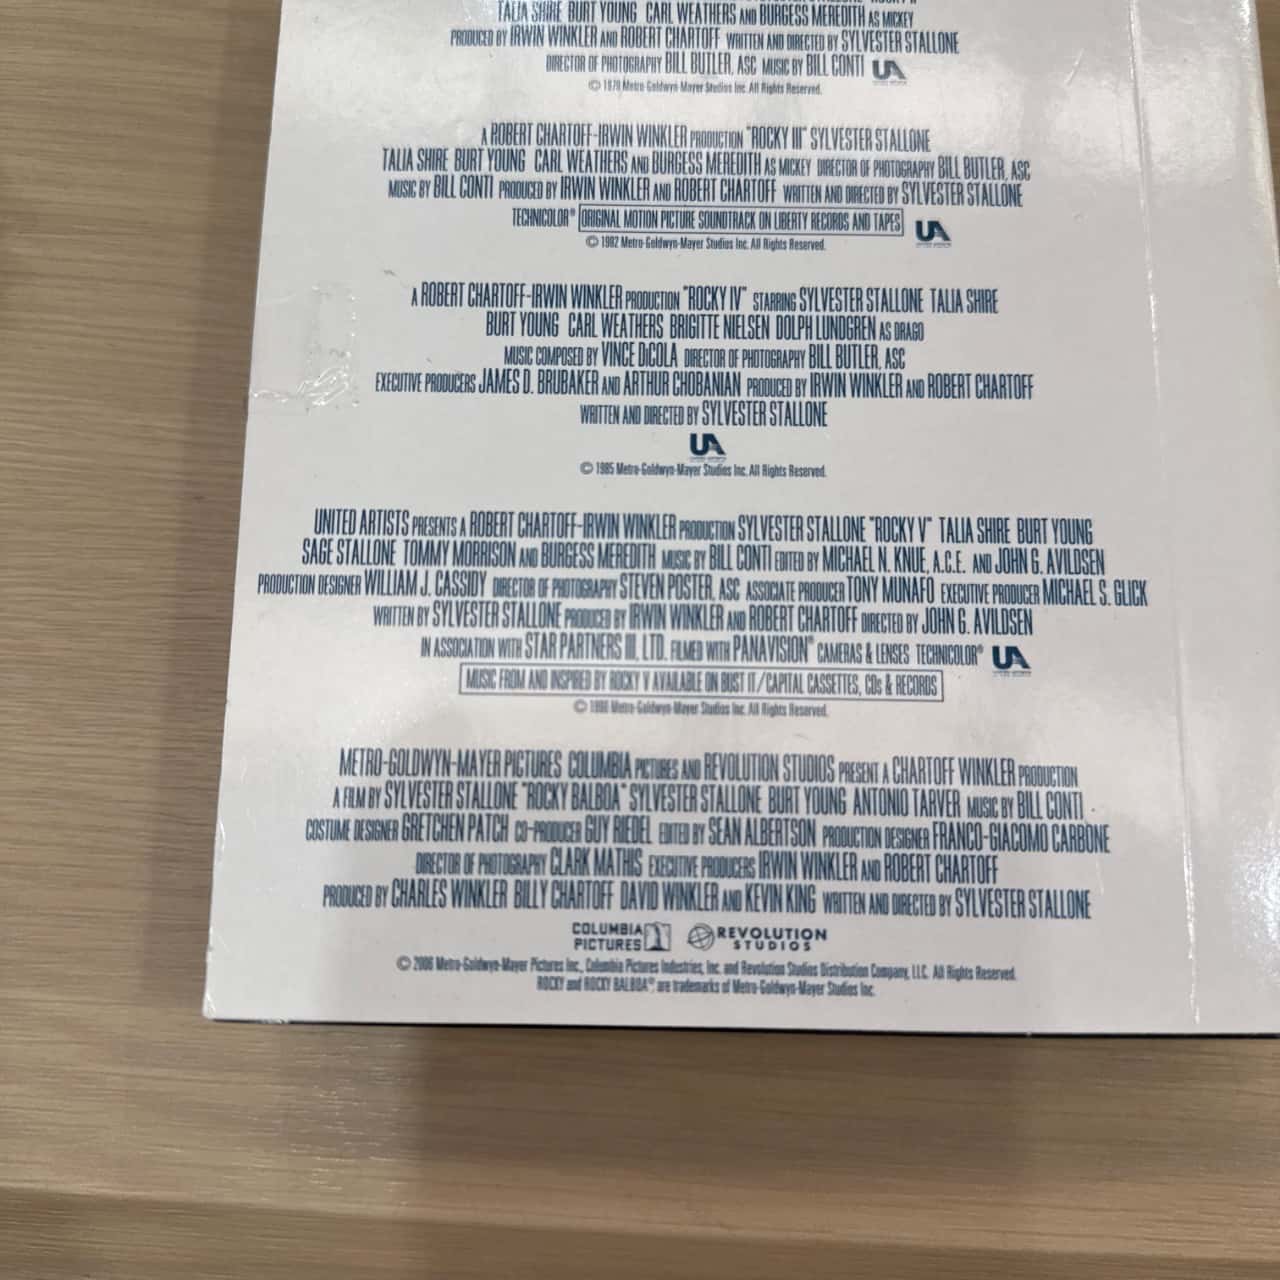 TALIA SHIRE BURT YOUNG CARL WEATHERS AND BURGESS MEREDITH AS MICKEY
PRODUCED BY IRWIN WINKLER AND ROBERT CHARTOFF WRITTEN AND DIRECTED BY SYLVESTER STALLONE
DIRECTOR OF PHOTOGRAPHY BILL BUTLER, ASC MUSIC BY BILL CONTI UA
© 1979 Metro-Goldwyn-Mayer Studios Inc. All Rights Reserved.
A ROBERT CHARTOFF-IRWIN WINKLER PRODUCTION "ROCKY III" SYLVESTER STALLONE
TALIA SHIRE BURT YOUNG CARL WEATHERS AND BURGESS MEREDITH AS MICKEY DIRECTOR OF PHOTOGRAPHY BILL BUTLER, ASC
MUSIC BY BILL CONTI PRODUCED BY IRWIN WINKLER AND ROBERT CHARTOFF WRITTEN AND DIRECTED BY SYLVESTER STALLONE
TECHNICOLOR® ORIGINAL MOTION PICTURE SOUNDTRACK ON LIBERTY RECORDS AND TAPES UA
© 1982 Metro-Goldwyn-Mayer Studios Inc. All Rights Reserved.
A ROBERT CHARTOFF-IRWIN WINKLER PRODUCTION "ROCKY IV" STARRING SYLVESTER STALLONE TALIA SHIRE
BURT YOUNG CARL WEATHERS BRIGITTE NIELSEN DOLPH LUNDGREN AS DRAGO
MUSIC COMPOSED BY VINCE DiCOLA DIRECTOR OF PHOTOGRAPHY BILL BUTLER, ASC
EXECUTIVE PRODUCERS JAMES D. BRUBAKER AND ARTHUR CHOBANIAN PRODUCED BY IRWIN WINKLER AND ROBERT CHARTOFF
WRITTEN AND DIRECTED BY SYLVESTER STALLONE
UA
© 1985 Metro-Goldwyn-Mayer Studios Inc. All Rights Reserved.
UNITED ARTISTS PRESENTS A ROBERT CHARTOFF-IRWIN WINKLER PRODUCTION SYLVESTER STALLONE "ROCKY V" TALIA SHIRE BURT YOUNG
SAGE STALLONE TOMMY MORRISON AND BURGESS MEREDITH MUSIC BY BILL CONTI EDITED BY MICHAEL N. KNUE, A.C.E. AND JOHN G. AVILDSEN
PRODUCTION DESIGNER WILLIAM J. CASSIDY DIRECTOR OF PHOTOGRAPHY STEVEN POSTER, ASC ASSOCIATE PRODUCER TONY MUNAFO EXECUTIVE PRODUCER MICHAEL S. GLICK
WRITTEN BY SYLVESTER STALLONE PRODUCED BY IRWIN WINKLER AND ROBERT CHARTOFF DIRECTED BY JOHN G. AVILDSEN
IN ASSOCIATION WITH STAR PARTNERS III, LTD. FILMED WITH PANAVISION® CAMERAS & LENSES TECHNICOLOR® UA
MUSIC FROM AND INSPIRED BY ROCKY V AVAILABLE ON BUST IT/CAPITAL CASSETTES, CDs & RECORDS
© Metro-Goldwyn-Mayer Studios Inc. All Rights Reserved.
METRO-GOLDWYN-MAYER PICTURES COLUMBIA PICTURES AND REVOLUTION STUDIOS PRESENT A CHARTOFF WINKLER PRODUCTION
A FILM BY SYLVESTER STALLONE "ROCKY BALBOA" SYLVESTER STALLONE BURT YOUNG ANTONIO TARVER MUSIC BY BILL CONTI
COSTUME DESIGNER GRETCHEN PATCH CO-PRODUCER GUY RIEDEL EDITED BY SEAN ALBERTSON PRODUCTION DESIGNER FRANCO-GIACOMO CARBONE
DIRECTOR OF PHOTOGRAPHY CLARK MATHIS EXECUTIVE PRODUCERS IRWIN WINKLER AND ROBERT CHARTOFF
PRODUCED BY CHARLES WINKLER BILLY CHARTOFF DAVID WINKLER AND KEVIN KING WRITTEN AND DIRECTED BY SYLVESTER STALLONE
COLUMBIA PICTURES REVOLUTION STUDIOS
© 2006 Metro-Goldwyn-Mayer Pictures Inc., Columbia Pictures Industries, Inc. and Revolution Studios Distribution Company, LLC. All Rights Reserved.
ROCKY and ROCKY BALBOA® are trademarks of Metro-Goldwyn-Mayer Studios Inc.